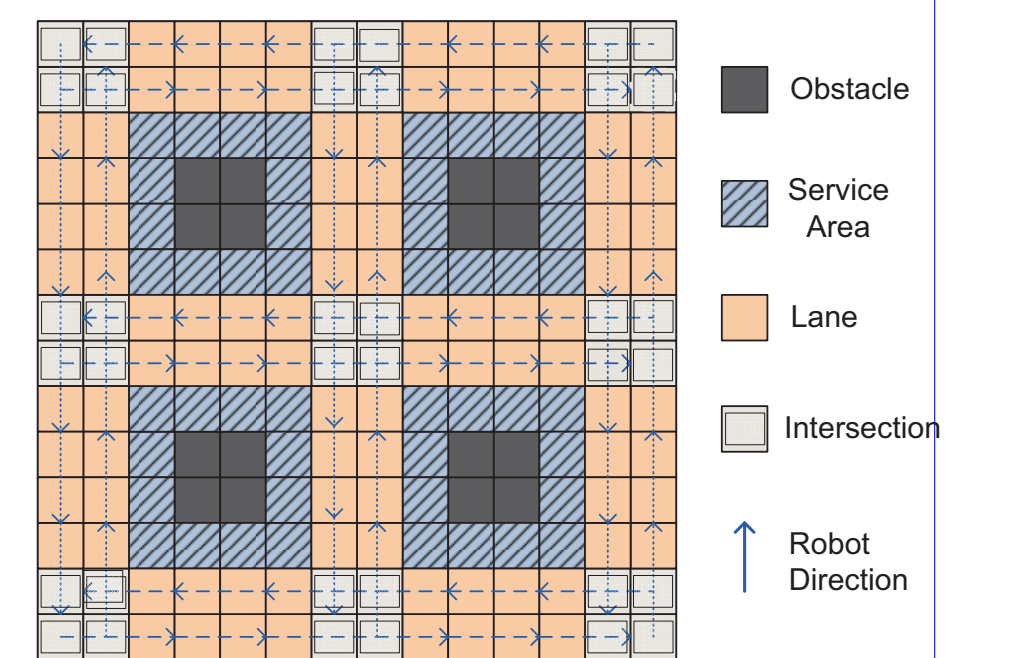 Obstacle
Service
Area
Lane
Intersection
Robot
Direction